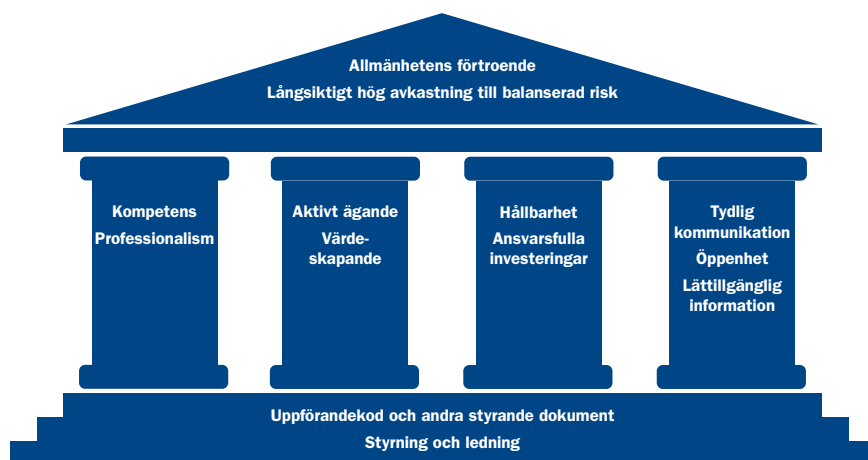 Allmänhetens förtroende
Långsiktigt hög avkastning till balanserad risk
Kompetens
Professionalism
Aktivt ägande
Värde-
skapande
Hållbarhet
Ansvarsfulla
investeringar
Tydlig
kommunikation
Öppenhet
Lättillgänglig
information
Uppförandekod och andra styrande dokument
Styrning och ledning